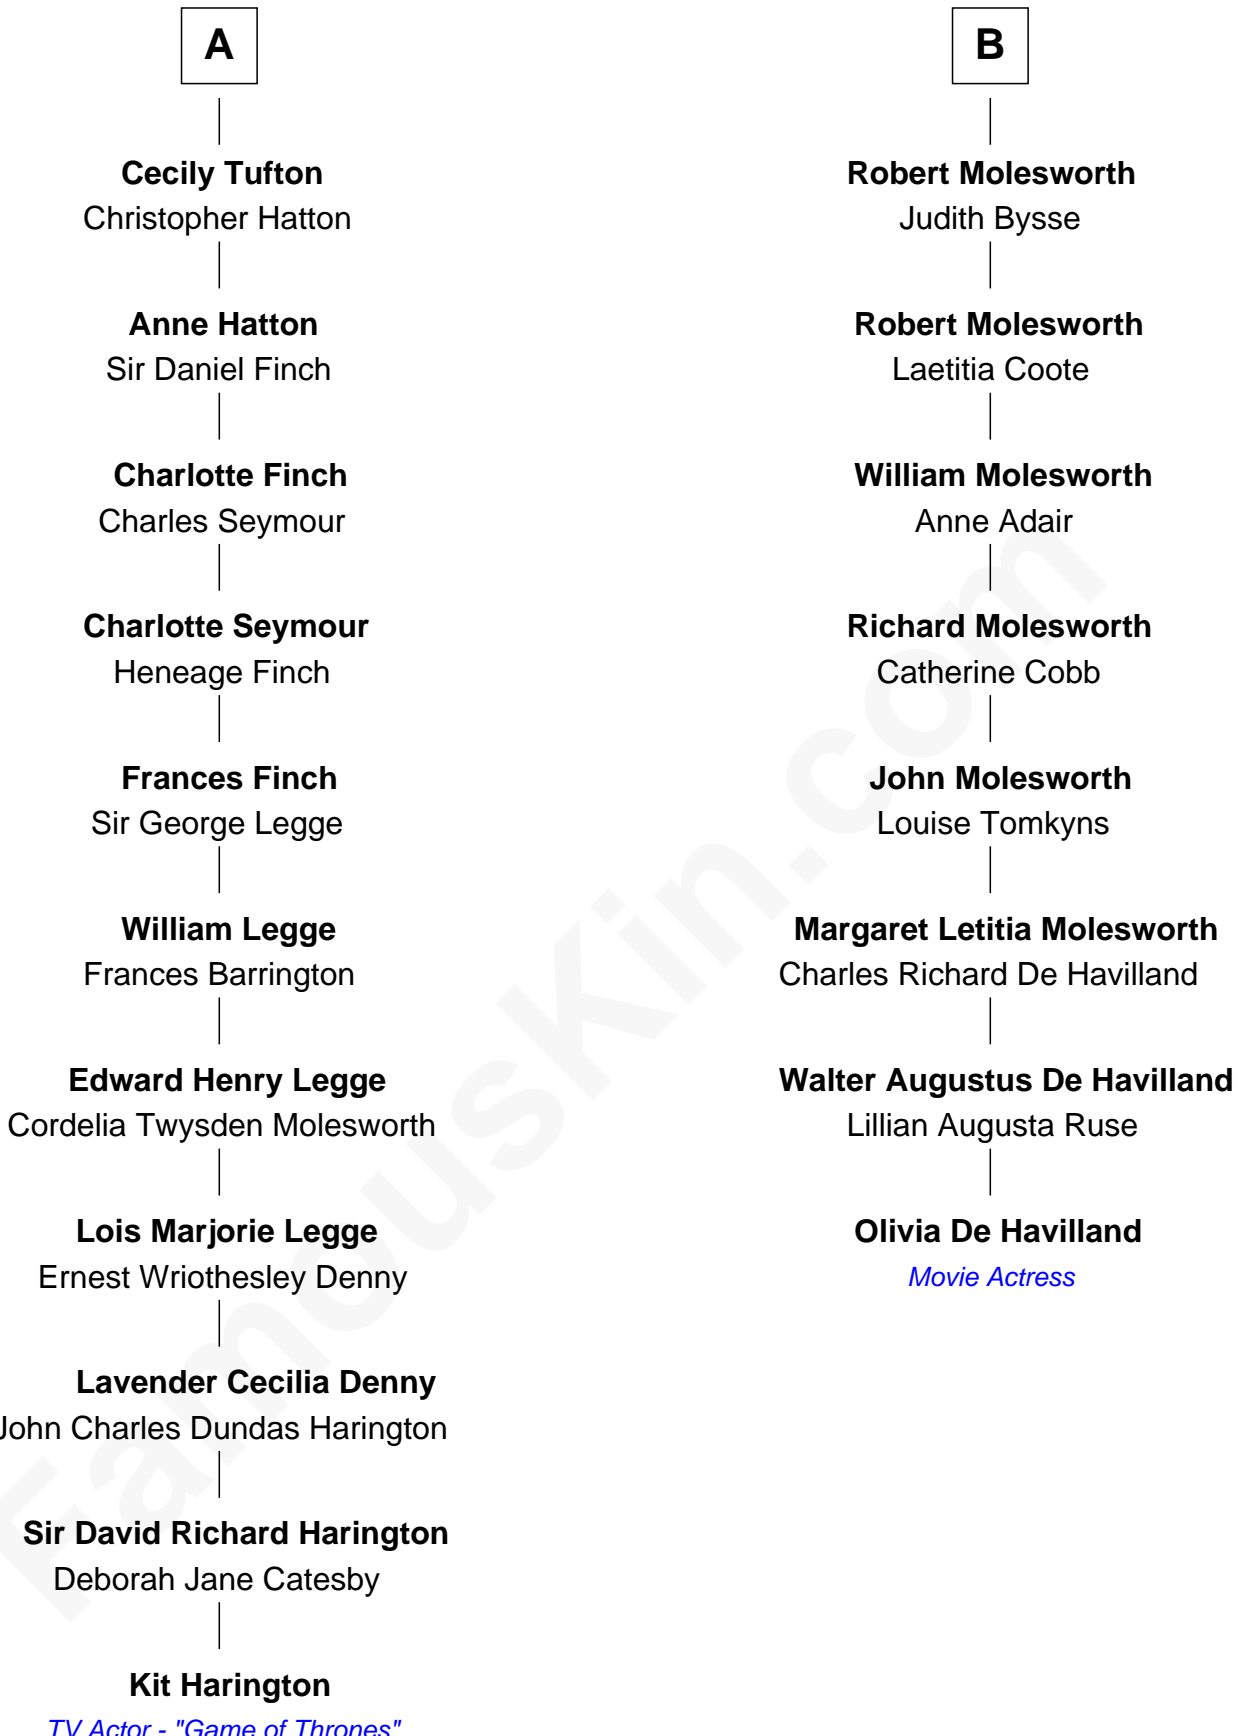 A
Cecily Tufton
Christopher Hatton
Anne Hatton
Sir Daniel Finch
Charlotte Finch
Charles Seymour
Charlotte Seymour
Heneage Finch
Frances Finch
Sir George Legge
William Legge
Frances Barrington
Edward Henry Legge
Cordelia Twysden Molesworth
Lois Marjorie Legge
Ernest Wriothesley Denny
Lavender Cecilia Denny
John Charles Dundas Harington
Sir David Richard Harington
Deborah Jane Catesby
Kit Harington
TV Actor - "Game of Thrones"
B
Robert Molesworth
Judith Bysse
Robert Molesworth
Laetitia Coote
William Molesworth
Anne Adair
Richard Molesworth
Catherine Cobb
John Molesworth
Louise Tomkyns
Margaret Letitia Molesworth
Charles Richard De Havilland
Walter Augustus De Havilland
Lillian Augusta Ruse
Olivia De Havilland
Movie Actress
FamousKin.com